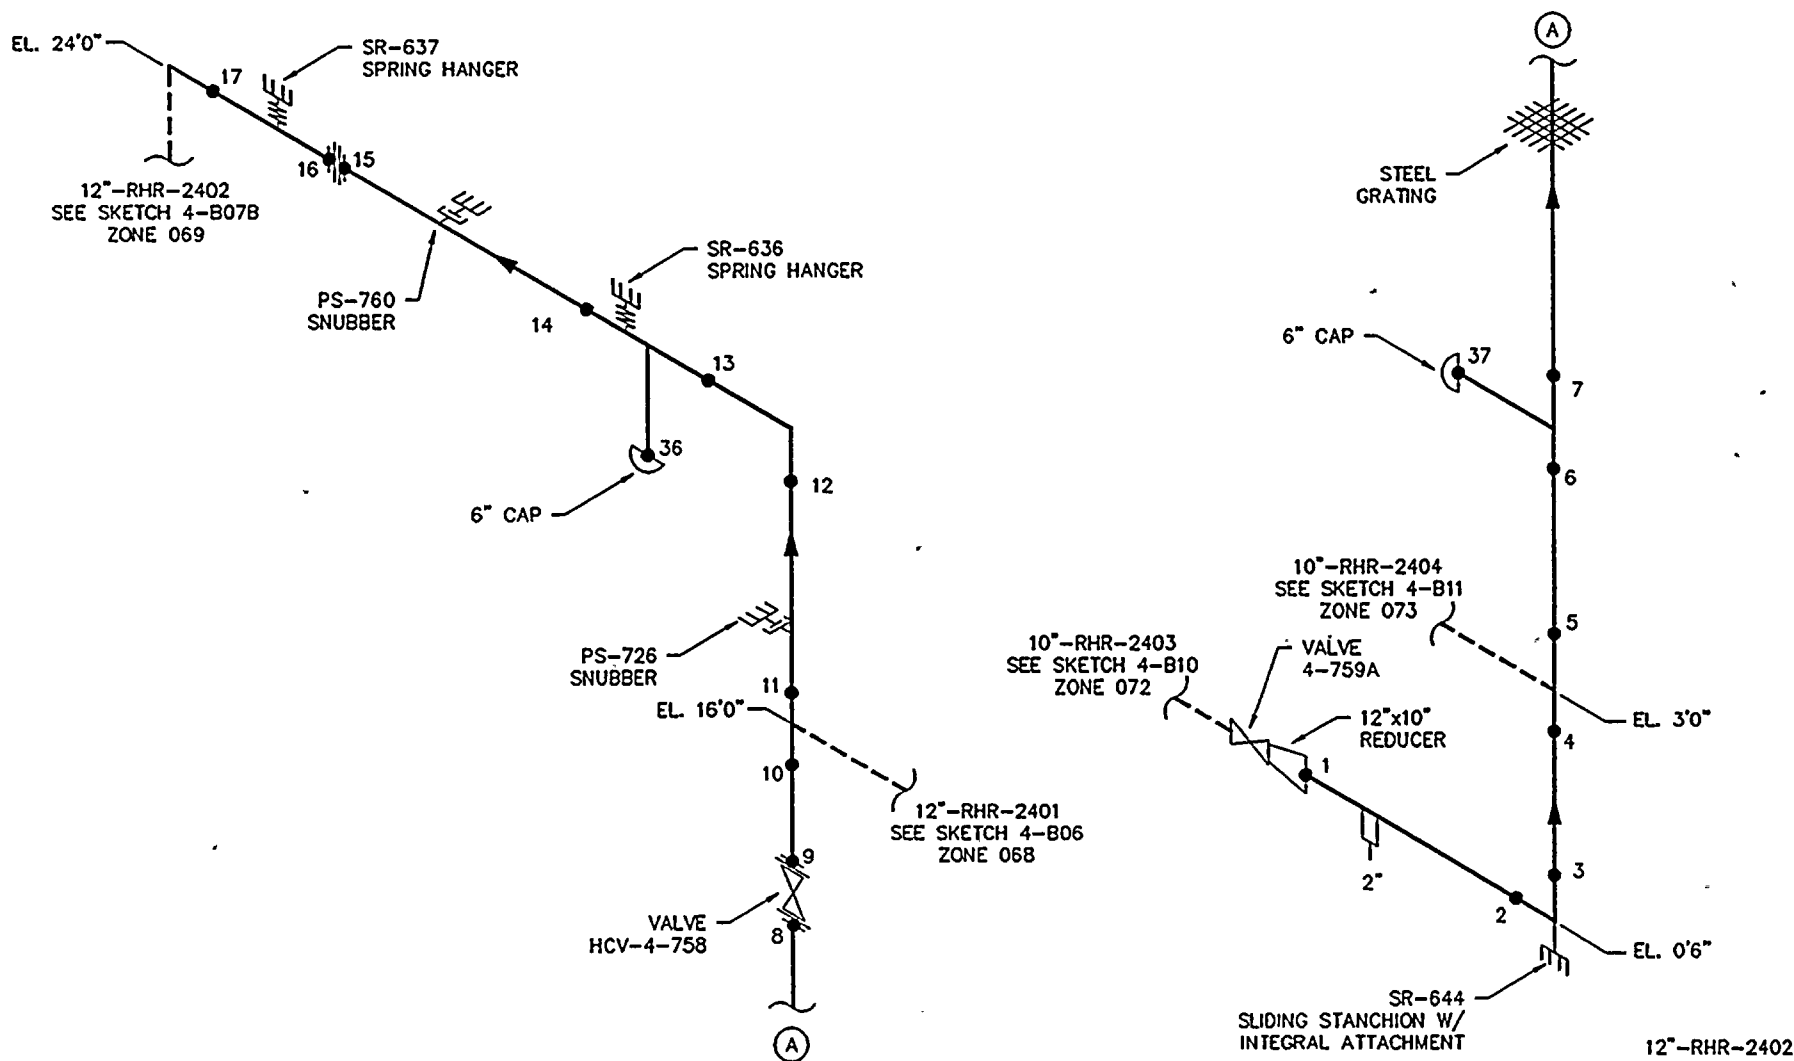 EL. 24'0"
17
SR-637
SPRING HANGER
16
15
12"-RHR-2402
SEE SKETCH 4-B07B
ZONE 069
PS-760
SNUBBER
SR-636
SPRING HANGER
14
13
36
6" CAP
12
PS-726
SNUBBER
11
EL. 16'0"
10
12"-RHR-2401
SEE SKETCH 4-B06
ZONE 068
9
VALVE
HCV-4-758
8
A
A
STEEL
GRATING
6" CAP
37
7
6
10"-RHR-2404
SEE SKETCH 4-B11
ZONE 073
5
10"-RHR-2403
SEE SKETCH 4-B10
ZONE 072
VALVE
4-759A
12"x10"
REDUCER
EL. 3'0"
4
1
2"
3
2
EL. 0'6"
SR-644
SLIDING STANCHION W/
INTEGRAL ATTACHMENT
12"-RHR-2402